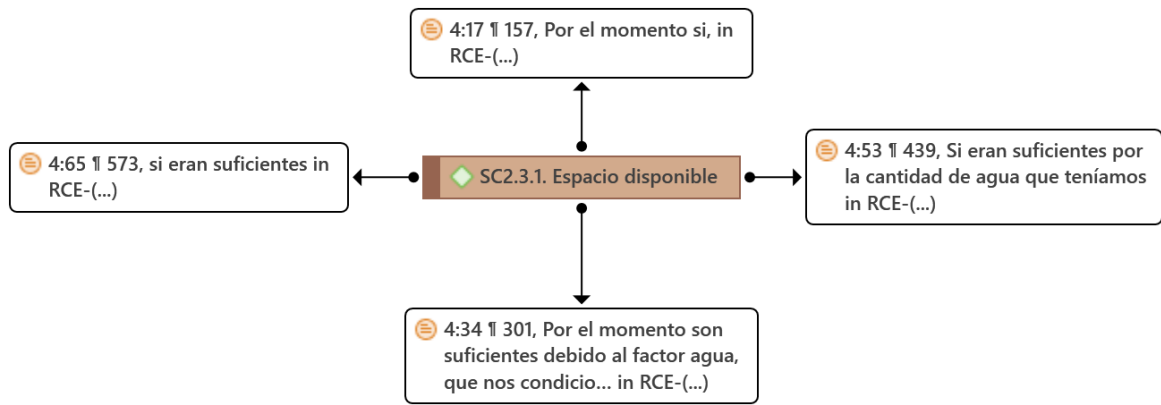 4:17 ¶ 157, Por el momento si, in
RCE-(...)
4:65 ¶ 573, si eran suficientes in
RCE-(...)
SC2.3.1. Espacio disponible
4:53 ¶ 439, Si eran suficientes por
la cantidad de agua que teníamos
in RCE-(...)
4:34 ¶ 301, Por el momento son
suficientes debido al factor agua,
que nos condicio... in RCE-(...)